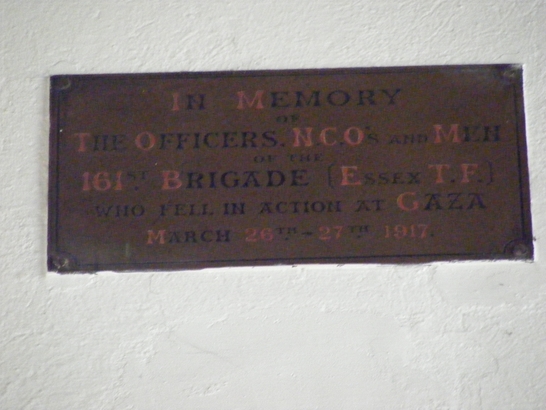 IN MEMORY
OF
THE OFFICERS. N.C.O'S AND MEN
OF THE
161ST. BRIGADE (ESSEX T.F.)
WHO FELL IN ACTION AT GAZA
MARCH 26TH.-27TH 1917.